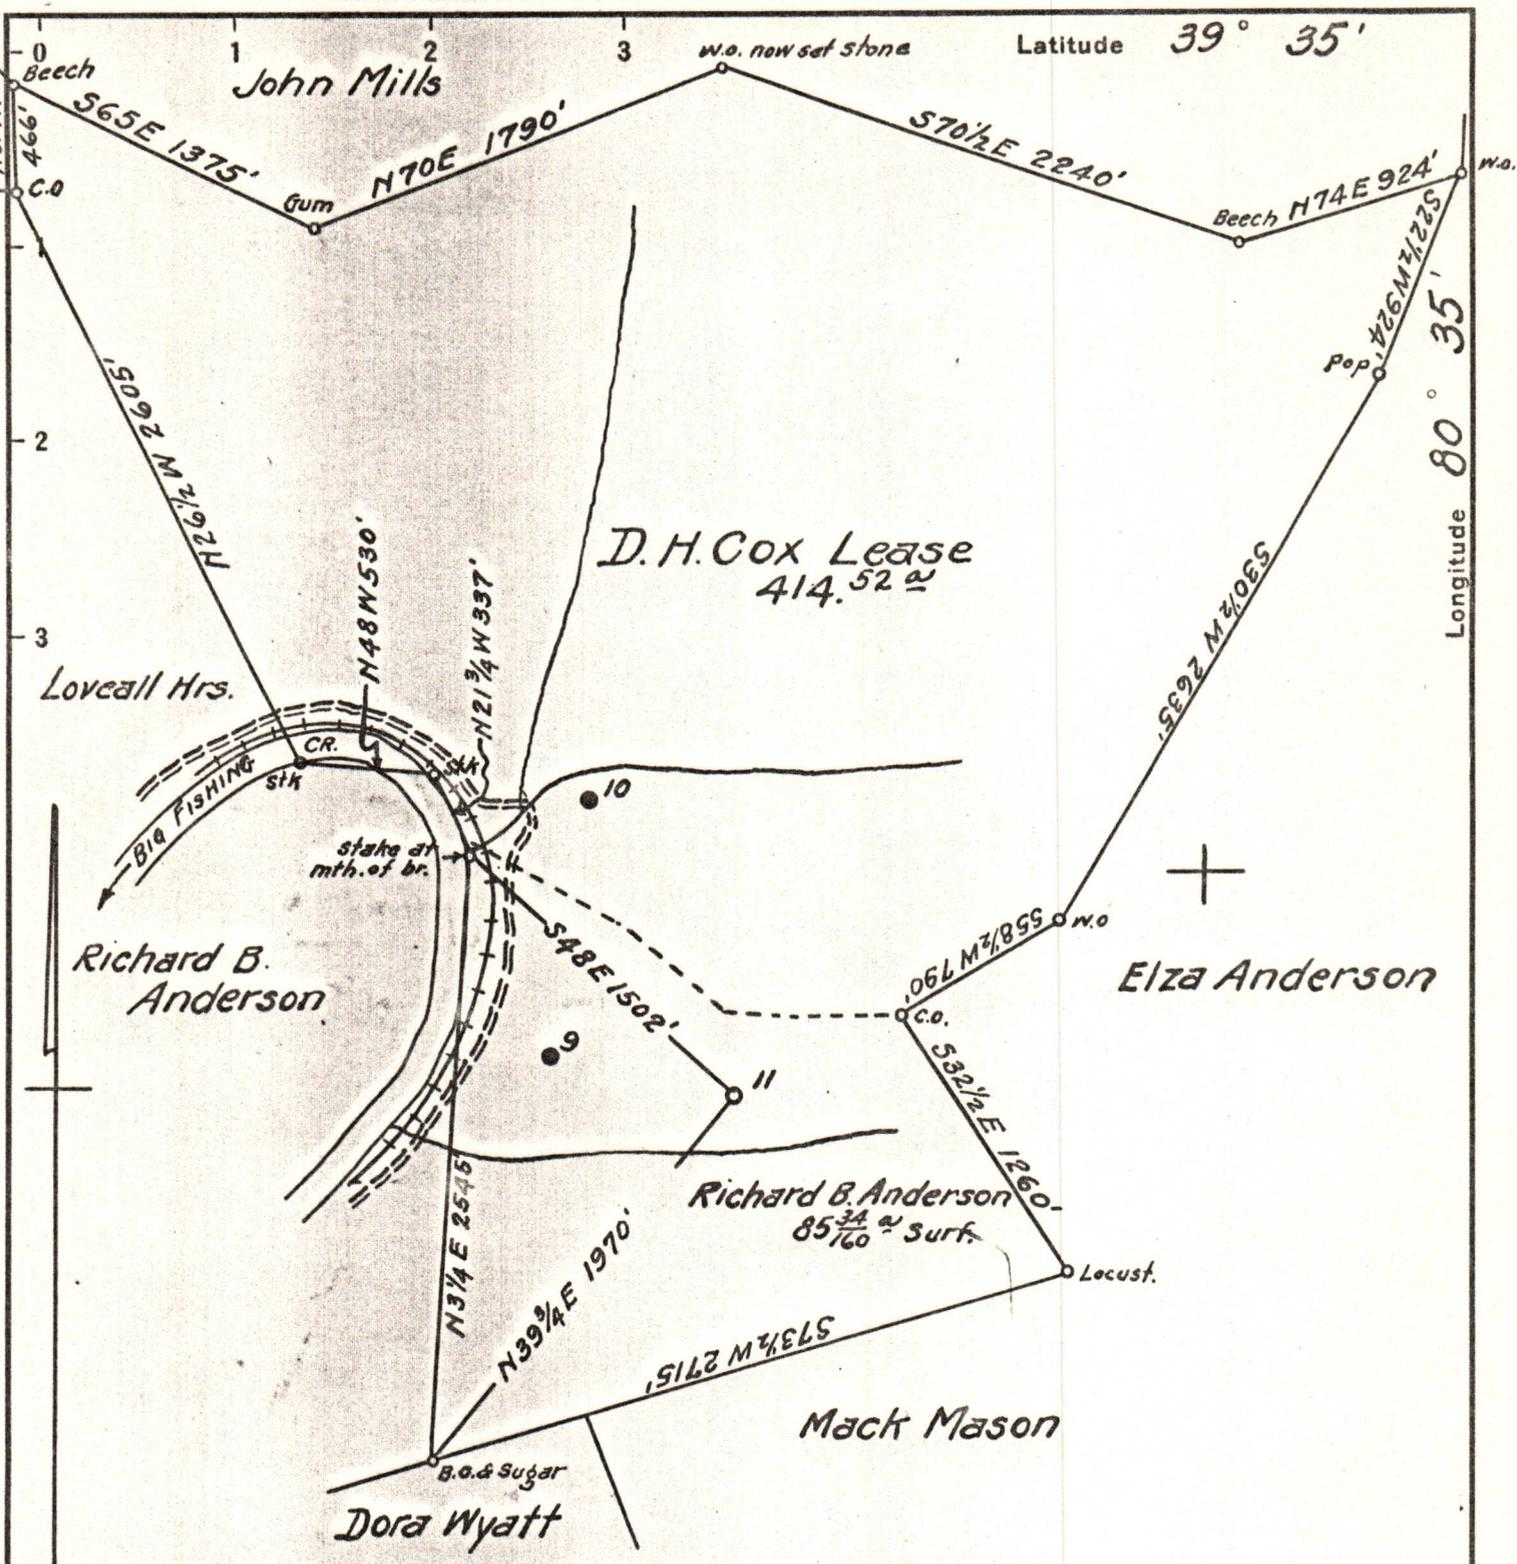 0 1 2 3
Latitude 39° 35'
Beech
John Mills
W.O. now set stone
466'
S65E 1375'
N70E 1790'
S70½E 2240'
N74E 924'
W.O.
C.O
Gum
Beech
S22½W 924'
1
Pop.
Longitude 80° 35'
2
N26½W 2605'
N48W 530'
N21¾W 337'
D.H. Cox Lease
414.52 a
S30½W 2635'
3
Loveall Hrs.
CR.
Stk
Stk
10
BIG FISHING
stake at
mth. of br.
W.O
S58½W 790'
Richard B.
Anderson
S48E 1502'
Elza Anderson
C.O.
9
11
S32½E 1260
Richard B. Anderson
85 34/160 a Surf.
N3¼E 2545
N39¾E 1970'
Locust.
S73½W 2715'
Mack Mason
B.O. & Sugar
Dora Wyatt